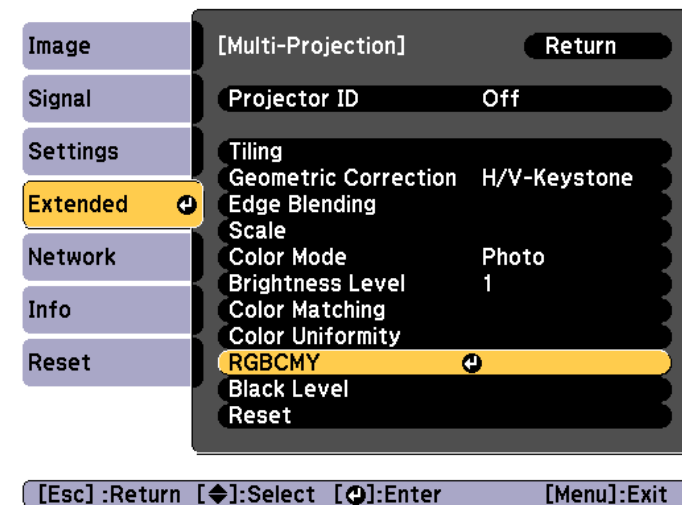 Image
Signal
Settings
Extended
Network
Info
Reset
[Multi-Projection] Return
Projector ID Off
Tiling
Geometric Correction H/V-Keystone
Edge Blending
Scale
Color Mode Photo
Brightness Level 1
Color Matching
Color Uniformity
RGBCMY
Black Level
Reset
[Esc] :Return [◆]:Select [⏎]:Enter [Menu]:Exit